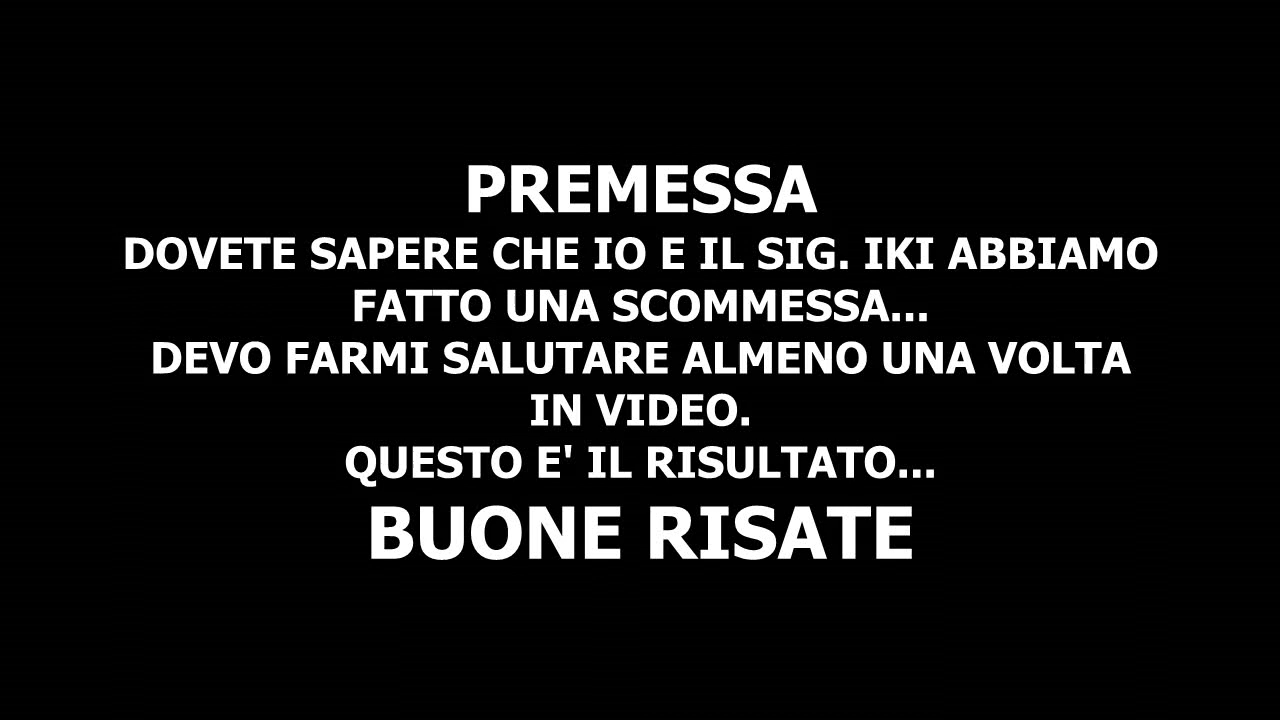 PREMESSA
DOVETE SAPERE CHE IO E IL SIG. IKI ABBIAMO
FATTO UNA SCOMMESSA...
DEVO FARMI SALUTARE ALMENO UNA VOLTA
IN VIDEO.
QUESTO E' IL RISULTATO...
BUONE RISATE